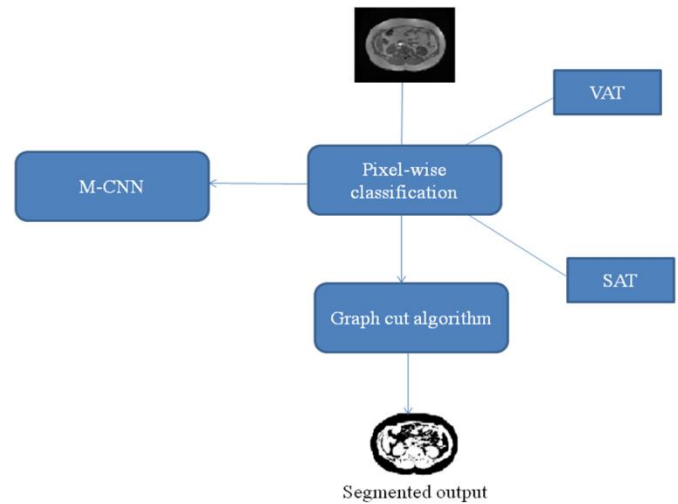 VAT
Pixel-wise
classification
M-CNN
SAT
Graph cut algorithm
Segmented output